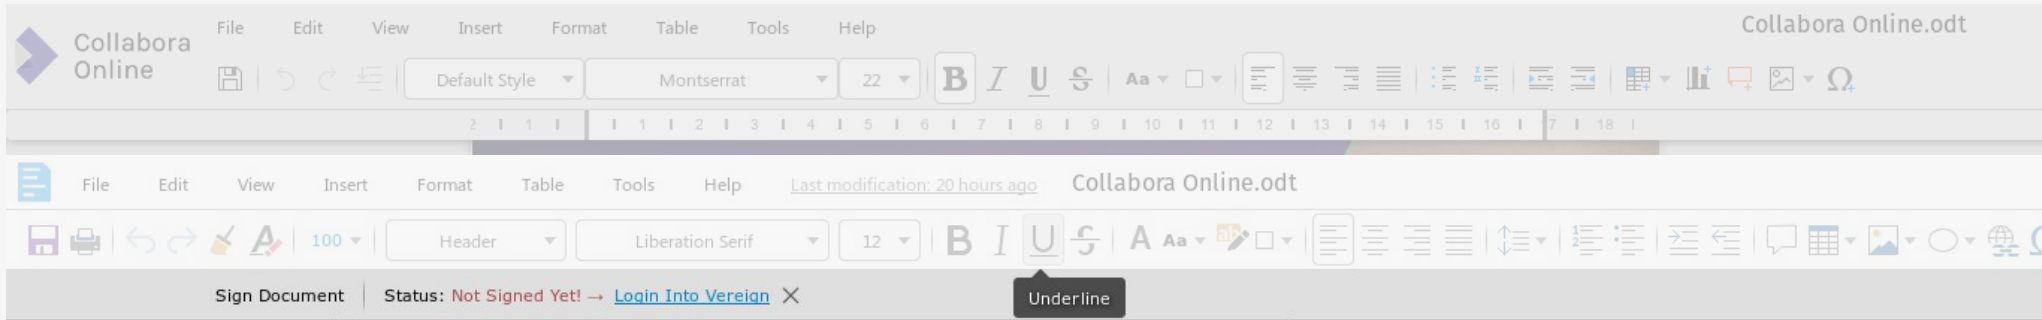 Collabora Online
File Edit View Insert Format Table Tools Help Collabora Online.odt
Default Style Montserrat 22 B I U S Aa Ω
2 1 1 2 3 4 5 6 7 8 9 10 11 12 13 14 15 16 17 18
File Edit View Insert Format Table Tools Help Last modification: 20 hours ago Collabora Online.odt
100 Header Liberation Serif 12 B I U S A Aa ab
Sign Document Status: Not Signed Yet! → Login Into Vereign
Underline